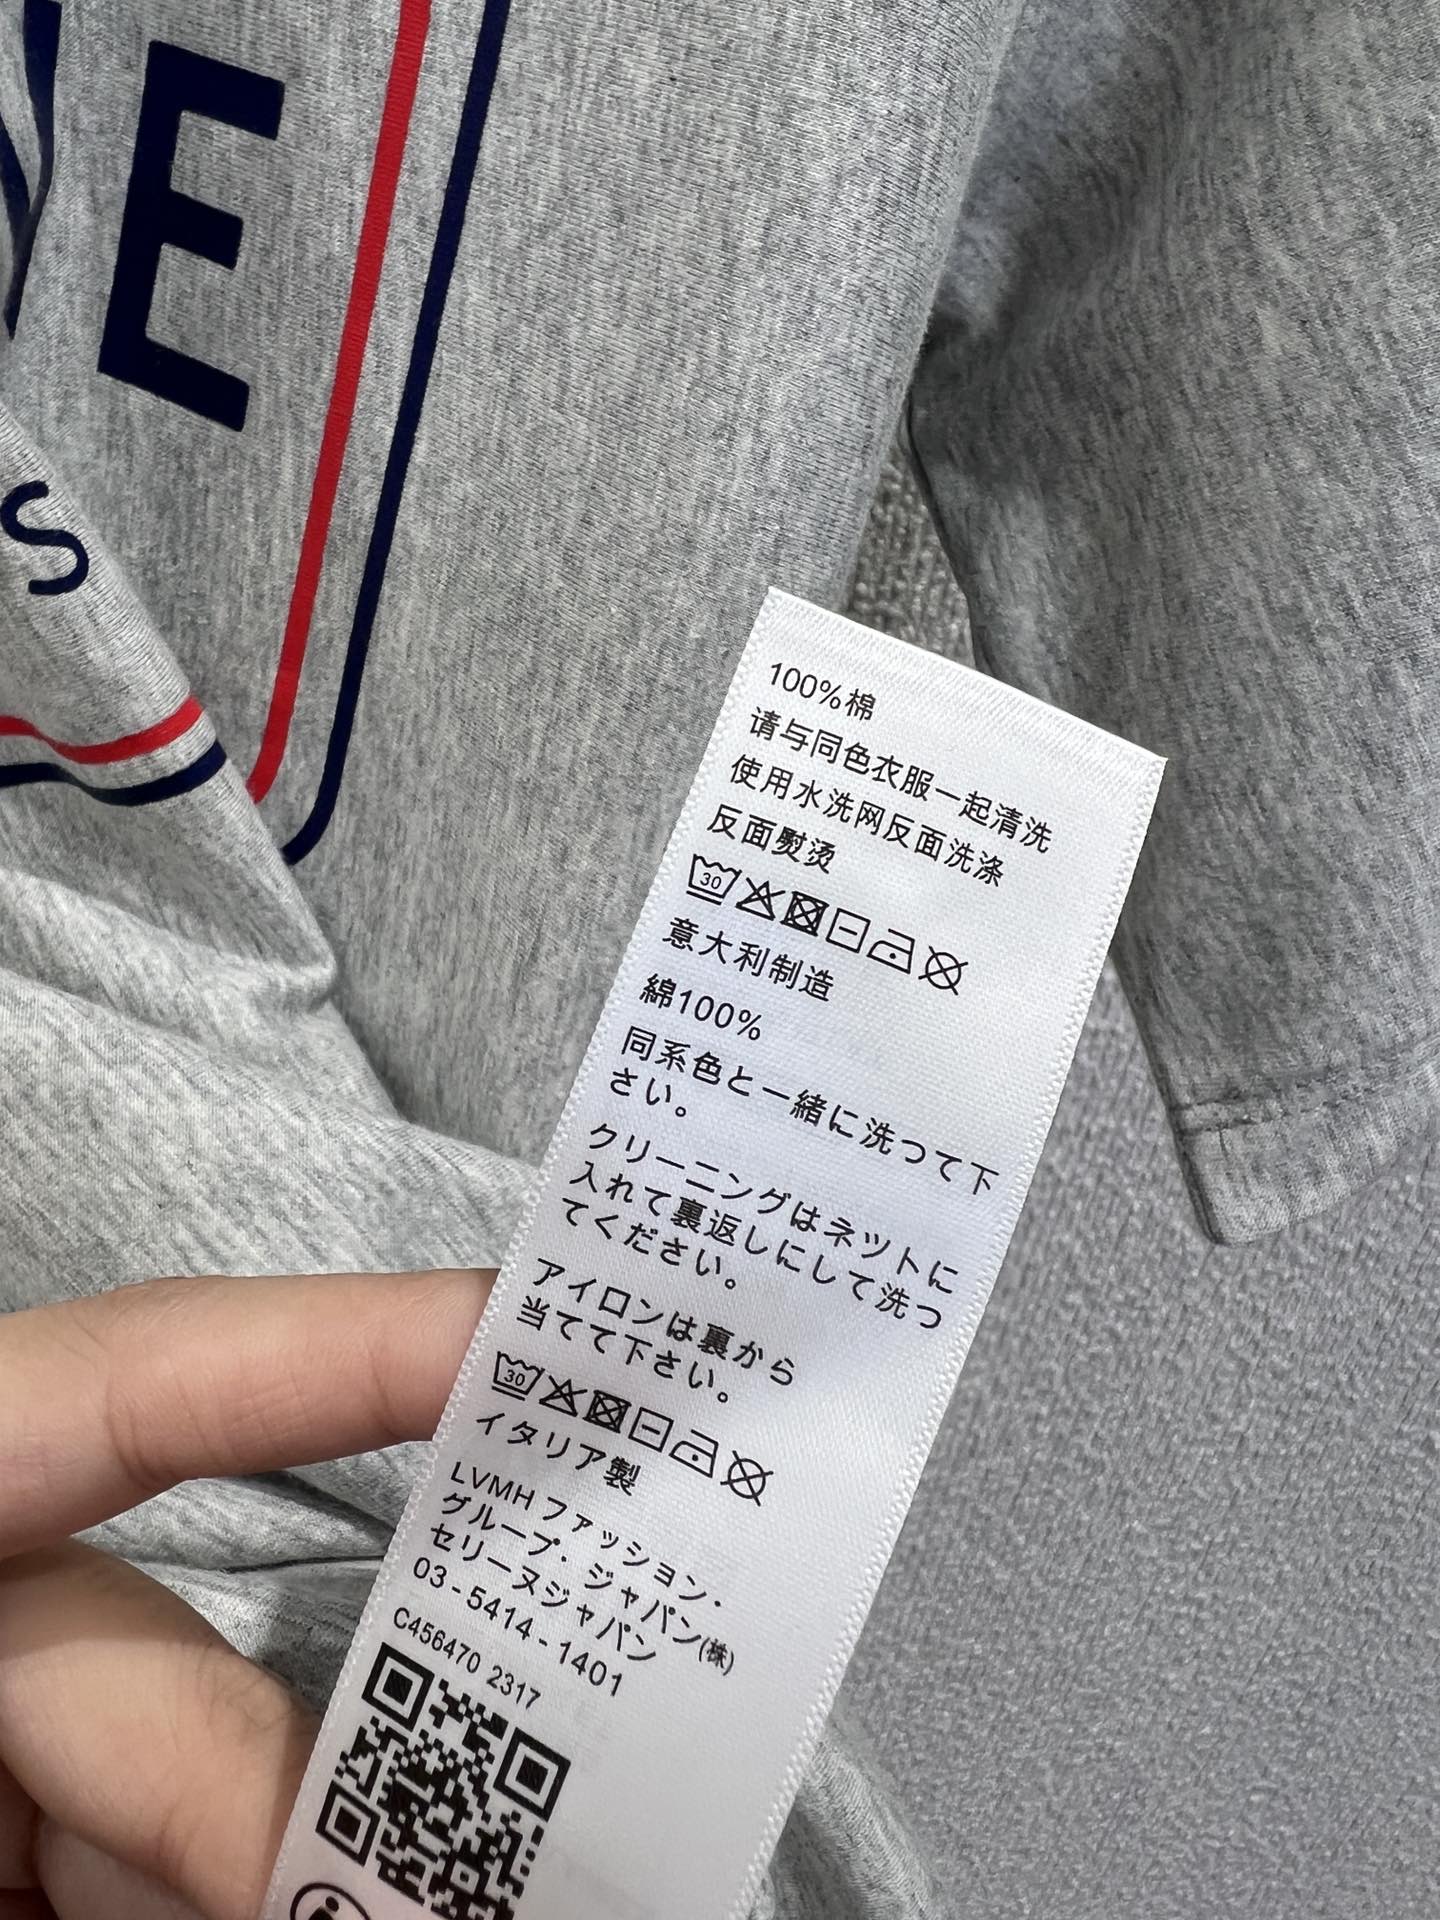 E
S
100%棉
请与同色衣服一起清洗
使用水洗网反面洗涤
反面熨烫
30
意大利制造
綿100%
同系色と一緒に洗つて下
さい。
クリーニングはネツトに
入れて裏返しにして洗つ
てください。
アイロンは裏から
当てて下さい。
30
イタリア製
LVMH ファッション・
グループ・ジャパン(株)
セリーヌジャパン
03-5414-1401
C456470 2317